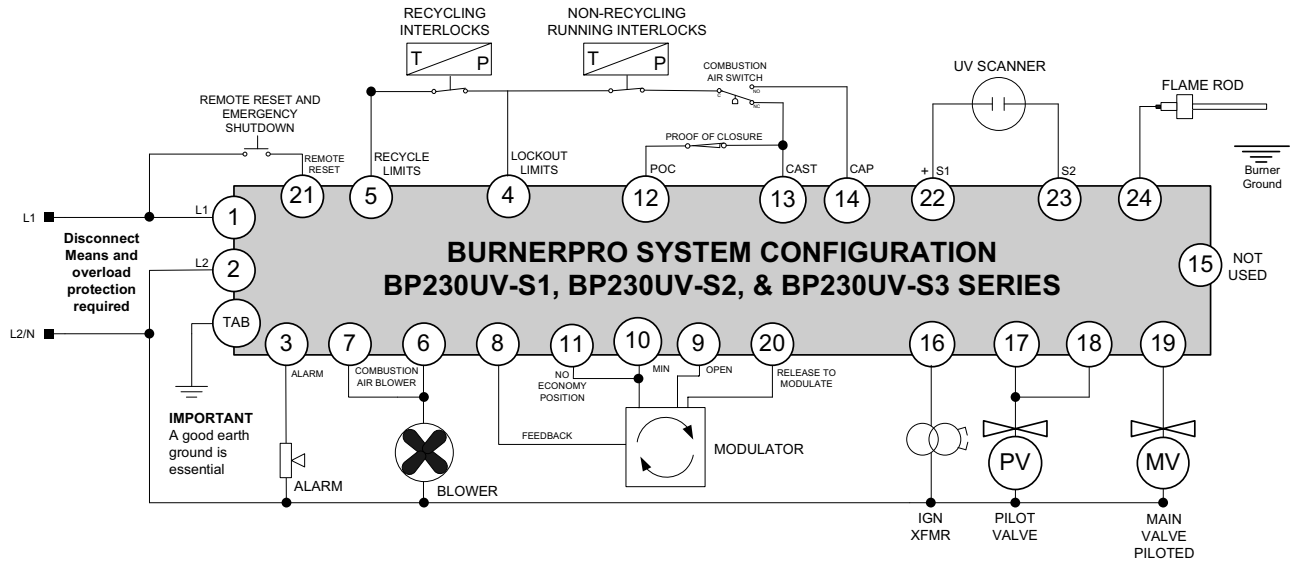 RECYCLING
INTERLOCKS
NON-RECYCLING
RUNNING INTERLOCKS
T P
T P
COMBUSTION
AIR SWITCH
C
NO
NC
UV SCANNER
FLAME ROD
REMOTE RESET AND
EMERGENCY
SHUTDOWN
REMOTE
RESET
RECYCLE
LIMITS
LOCKOUT
LIMITS
PROOF OF CLOSURE
POC
CAST
CAP
+ S1
S2
Burner
Ground
21
5
4
12
13
14
22
23
24
L1
L1
1
Disconnect
Means and
overload
protection
required
L2
2
BURNERPRO SYSTEM CONFIGURATION
BP230UV-S1, BP230UV-S2, & BP230UV-S3 SERIES
15
NOT
USED
TAB
L2/N
3
7
6
8
11
10
9
20
16
17
18
19
ALARM
COMBUSTION
AIR BLOWER
NO
ECONOMY
POSITION
MIN
OPEN
RELEASE TO
MODULATE
IMPORTANT
A good earth
ground is
essential
FEEDBACK
MODULATOR
PV
MV
ALARM
BLOWER
IGN
XFMR
PILOT
VALVE
MAIN
VALVE
PILOTED